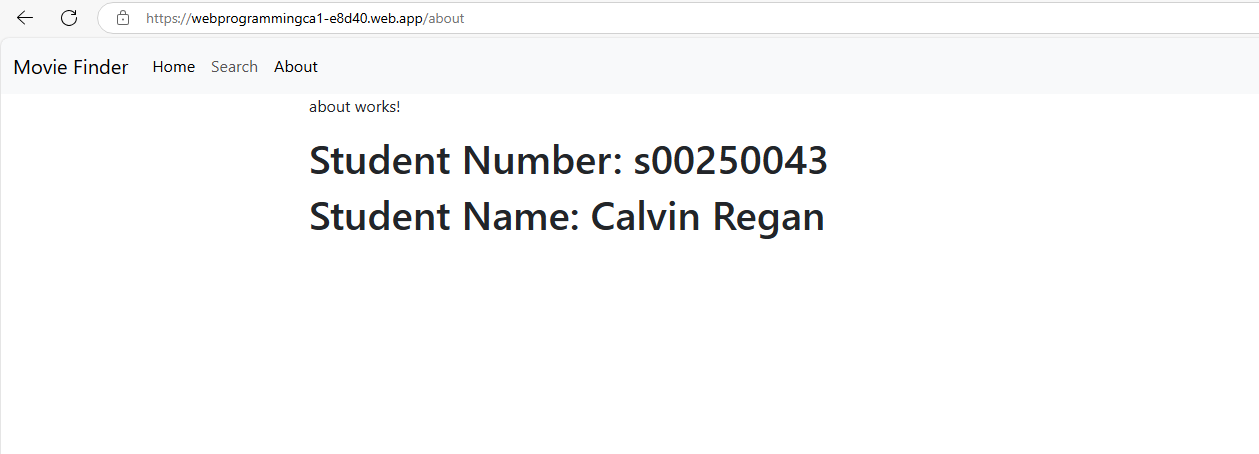 https://webprogrammingca1-e8d40.web.app/about
Movie Finder Home Search About
about works!
Student Number: s00250043
Student Name: Calvin Regan